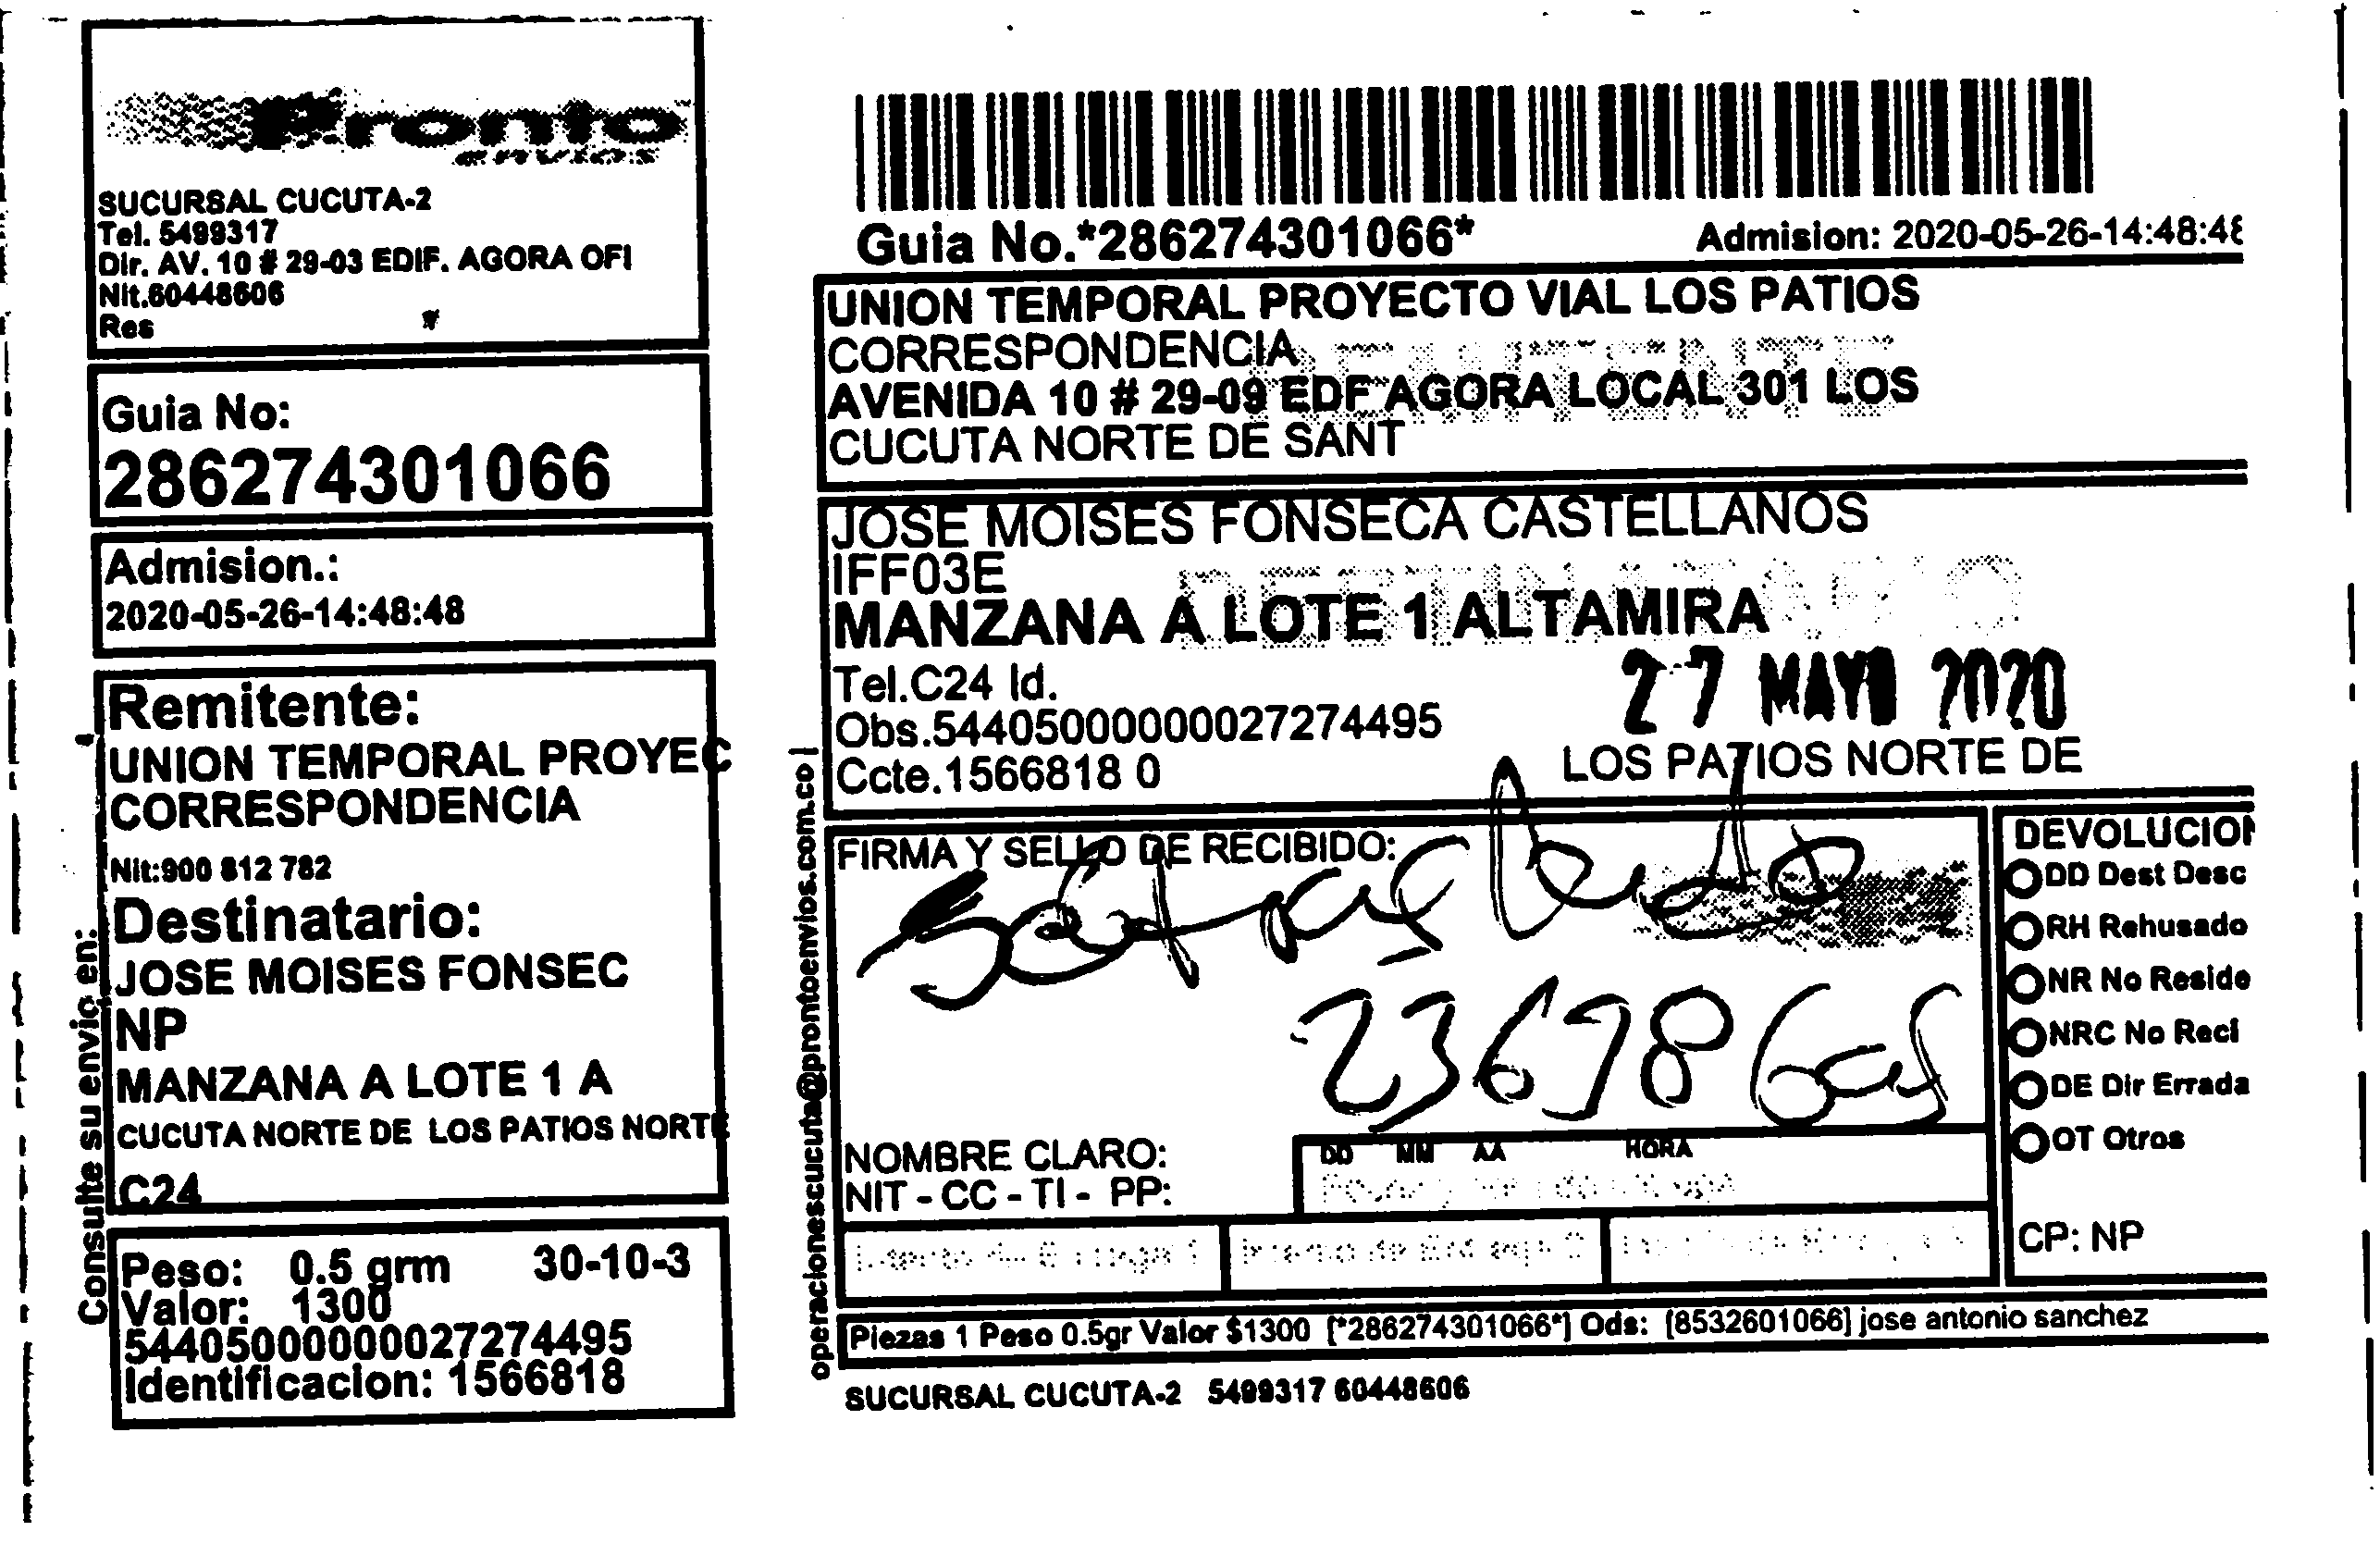 Pronto
envios
SUCURSAL CUCUTA-2
Tel. 5499317
Dir. AV. 10 # 29-03 EDIF. AGORA OFI
Nit.60448606
Res
Guia No:
286274301066
Admision.:
2020-05-26-14:48:48
Remitente:
UNION TEMPORAL PROYEC
CORRESPONDENCIA
Nit:900 812 782
Destinatario:
JOSE MOISES FONSEC
NP
MANZANA A LOTE 1 A
CUCUTA NORTE DE LOS PATIOS NORTE
C24
Consulte su envio en:
Peso: 0.5 grm 30-10-3
Valor: 1300
544050000000027274495
Identificacion: 1566818
Guia No.*286274301066*
Admision: 2020-05-26-14:48:48
UNION TEMPORAL PROYECTO VIAL LOS PATIOS
CORRESPONDENCIA
REMITENTE
AVENIDA 10 # 29-09 EDF AGORA LOCAL 301 LOS
CUCUTA NORTE DE SANT
JOSE MOISES FONSECA CASTELLANOS
IFF03E
DESTINATARIO
MANZANA A LOTE 1 ALTAMIRA
Tel.C24 Id.
27 MAYO 2020
Obs.544050000000027274495
Ccte.1566818 0
LOS PATIOS NORTE DE
operacionescucuta@prontoenvios.com.co |
FIRMA Y SELLO DE RECIBIDO:
NOMBRE CLARO:
NIT - CC - TI - PP:
DD MM AA HORA
DEVOLUCION
DD Dest Desc
RH Rehusado
NR No Reside
NRC No Reci
DE Dir Errada
OT Otros
CP: NP
Piezas 1 Peso 0.5gr Valor $1300 [*286274301066*] Ods: [8532601066] jose antonio sanchez
SUCURSAL CUCUTA-2 5499317 60448606